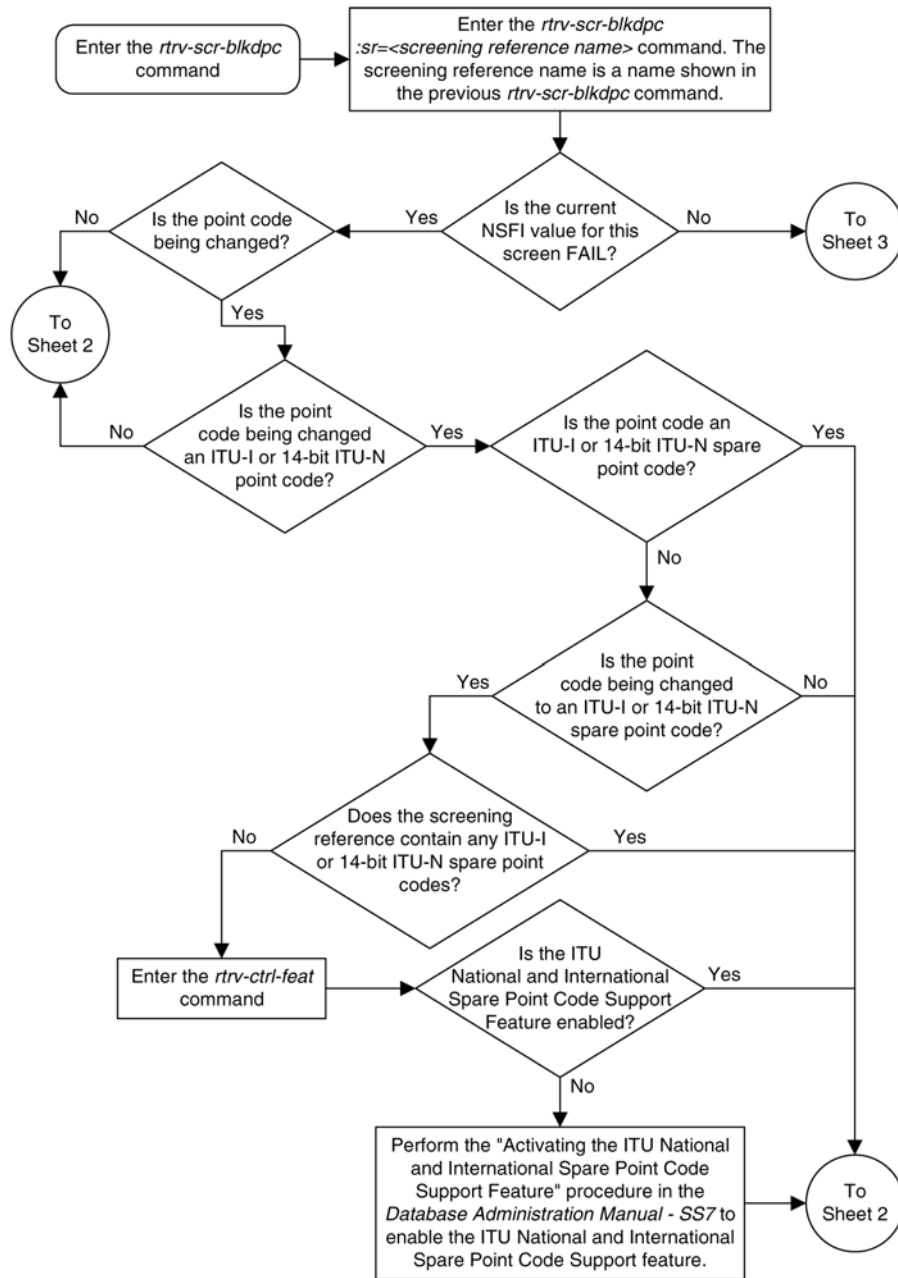 Enter the rtrv-scr-blkdpc
command
Enter the rtrv-scr-blkdpc
:sr=<screening reference name> command. The
screening reference name is a name shown in
the previous rtrv-scr-blkdpc command.
Is the current
NSFI value for this
screen FAIL?
Yes
No
To
Sheet 3
Is the point code
being changed?
No
Yes
To
Sheet 2
Is the point
code being changed
an ITU-I or 14-bit ITU-N
point code?
No
Yes
Is the point code an
ITU-I or 14-bit ITU-N spare
point code?
Yes
No
Is the point
code being changed
to an ITU-I or 14-bit ITU-N
spare point code?
Yes
No
Does the screening
reference contain any ITU-I
or 14-bit ITU-N spare point
codes?
No
Yes
Enter the rtrv-ctrl-feat
command
Is the ITU
National and International
Spare Point Code Support
Feature enabled?
Yes
No
Perform the "Activating the ITU National
and International Spare Point Code
Support Feature" procedure in the
Database Administration Manual - SS7 to
enable the ITU National and International
Spare Point Code Support feature.
To
Sheet 2